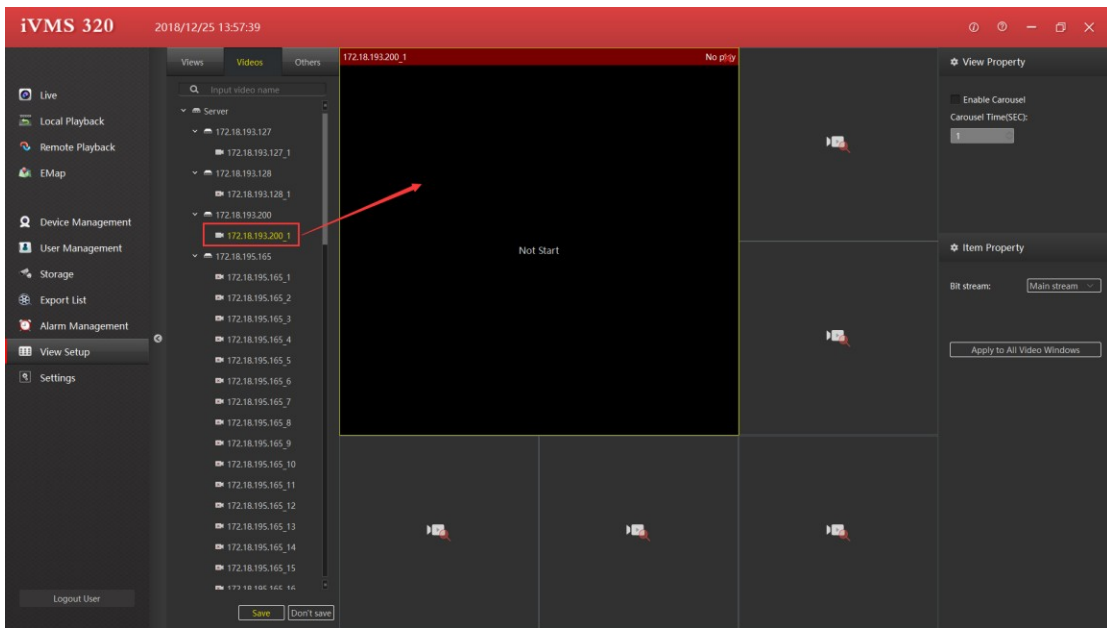 iVMS 320
2018/12/25 13:57:39
Live
Local Playback
Remote Playback
EMap
Device Management
User Management
Storage
Export List
Alarm Management
View Setup
Settings
Logout User
Views Videos Others
Input video name
Server
172.18.193.127
172.18.193.127_1
172.18.193.128
172.18.193.128_1
172.18.193.200
172.18.193.200_1
172.18.195.165
172.18.195.165_1
172.18.195.165_2
172.18.195.165_3
172.18.195.165_4
172.18.195.165_5
172.18.195.165_6
172.18.195.165_7
172.18.195.165_8
172.18.195.165_9
172.18.195.165_10
172.18.195.165_11
172.18.195.165_12
172.18.195.165_13
172.18.195.165_14
172.18.195.165_15
172.18.195.165_16
Save Don't save
172.18.193.200_1 No play
Not Start
View Property
Enable Carousel
Carousel Time(SEC):
1
Item Property
Bit stream: Main stream
Apply to All Video Windows